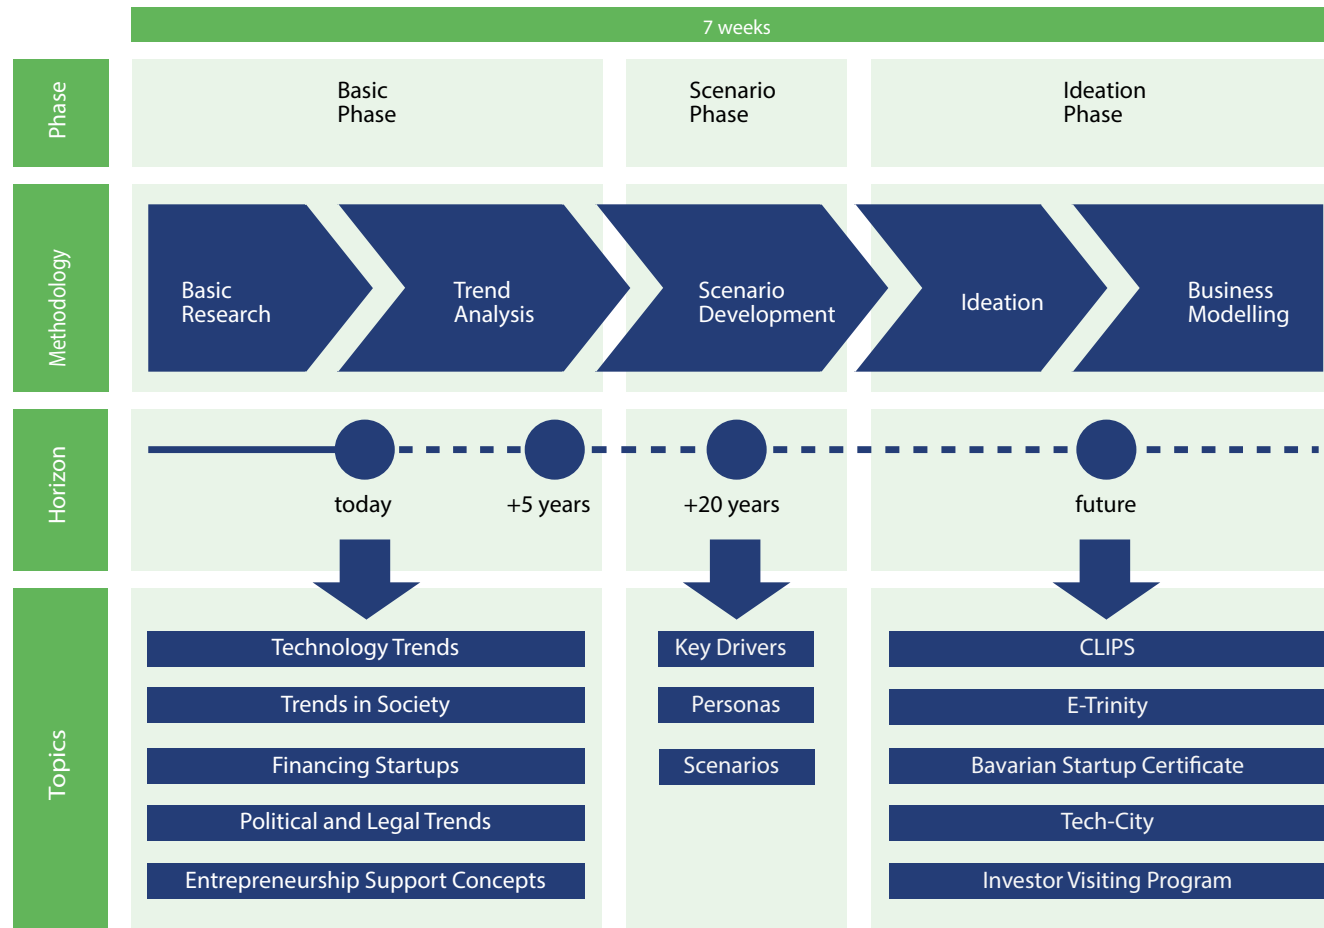 7 weeks
Phase
Basic
Phase
Scenario
Phase
Ideation
Phase
Methodology
Basic
Research
Trend
Analysis
Scenario
Development
Ideation
Business
Modelling
Horizon
today
+5 years
+20 years
future
Topics
Technology Trends
Trends in Society
Financing Startups
Political and Legal Trends
Entrepreneurship Support Concepts
Key Drivers
Personas
Scenarios
CLIPS
E-Trinity
Bavarian Startup Certificate
Tech-City
Investor Visiting Program